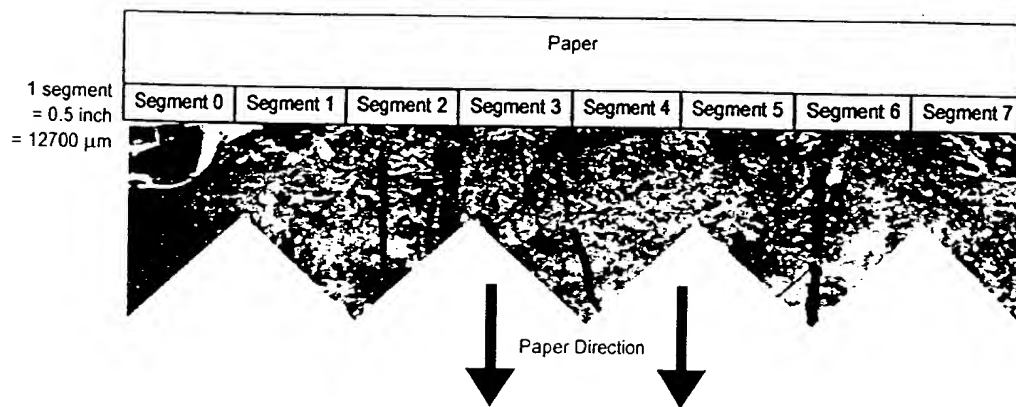 Paper
1 segment
= 0.5 inch
= 12700 µm
Segment 0 Segment 1 Segment 2 Segment 3 Segment 4 Segment 5 Segment 6 Segment 7
Paper Direction